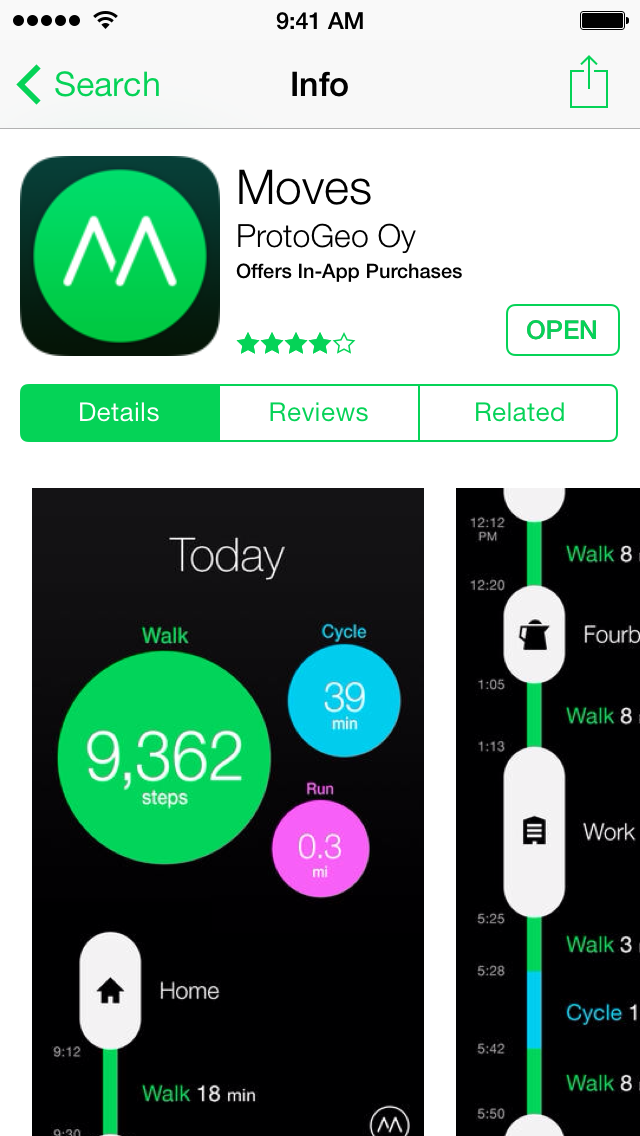 9:41 AM
Search
Info
Moves
ProtoGeo Oy
Offers In-App Purchases
OPEN
Details
Reviews
Related
Today
Walk
9,362
steps
Cycle
39
min
Run
0.3
mi
Home
9:12
Walk 18 min
9:30
12:12
PM
Walk 8
12:20
Fourb
1:05
Walk 8
1:13
Work
5:25
Walk 3
5:28
Cycle 1
5:42
Walk 8
5:50